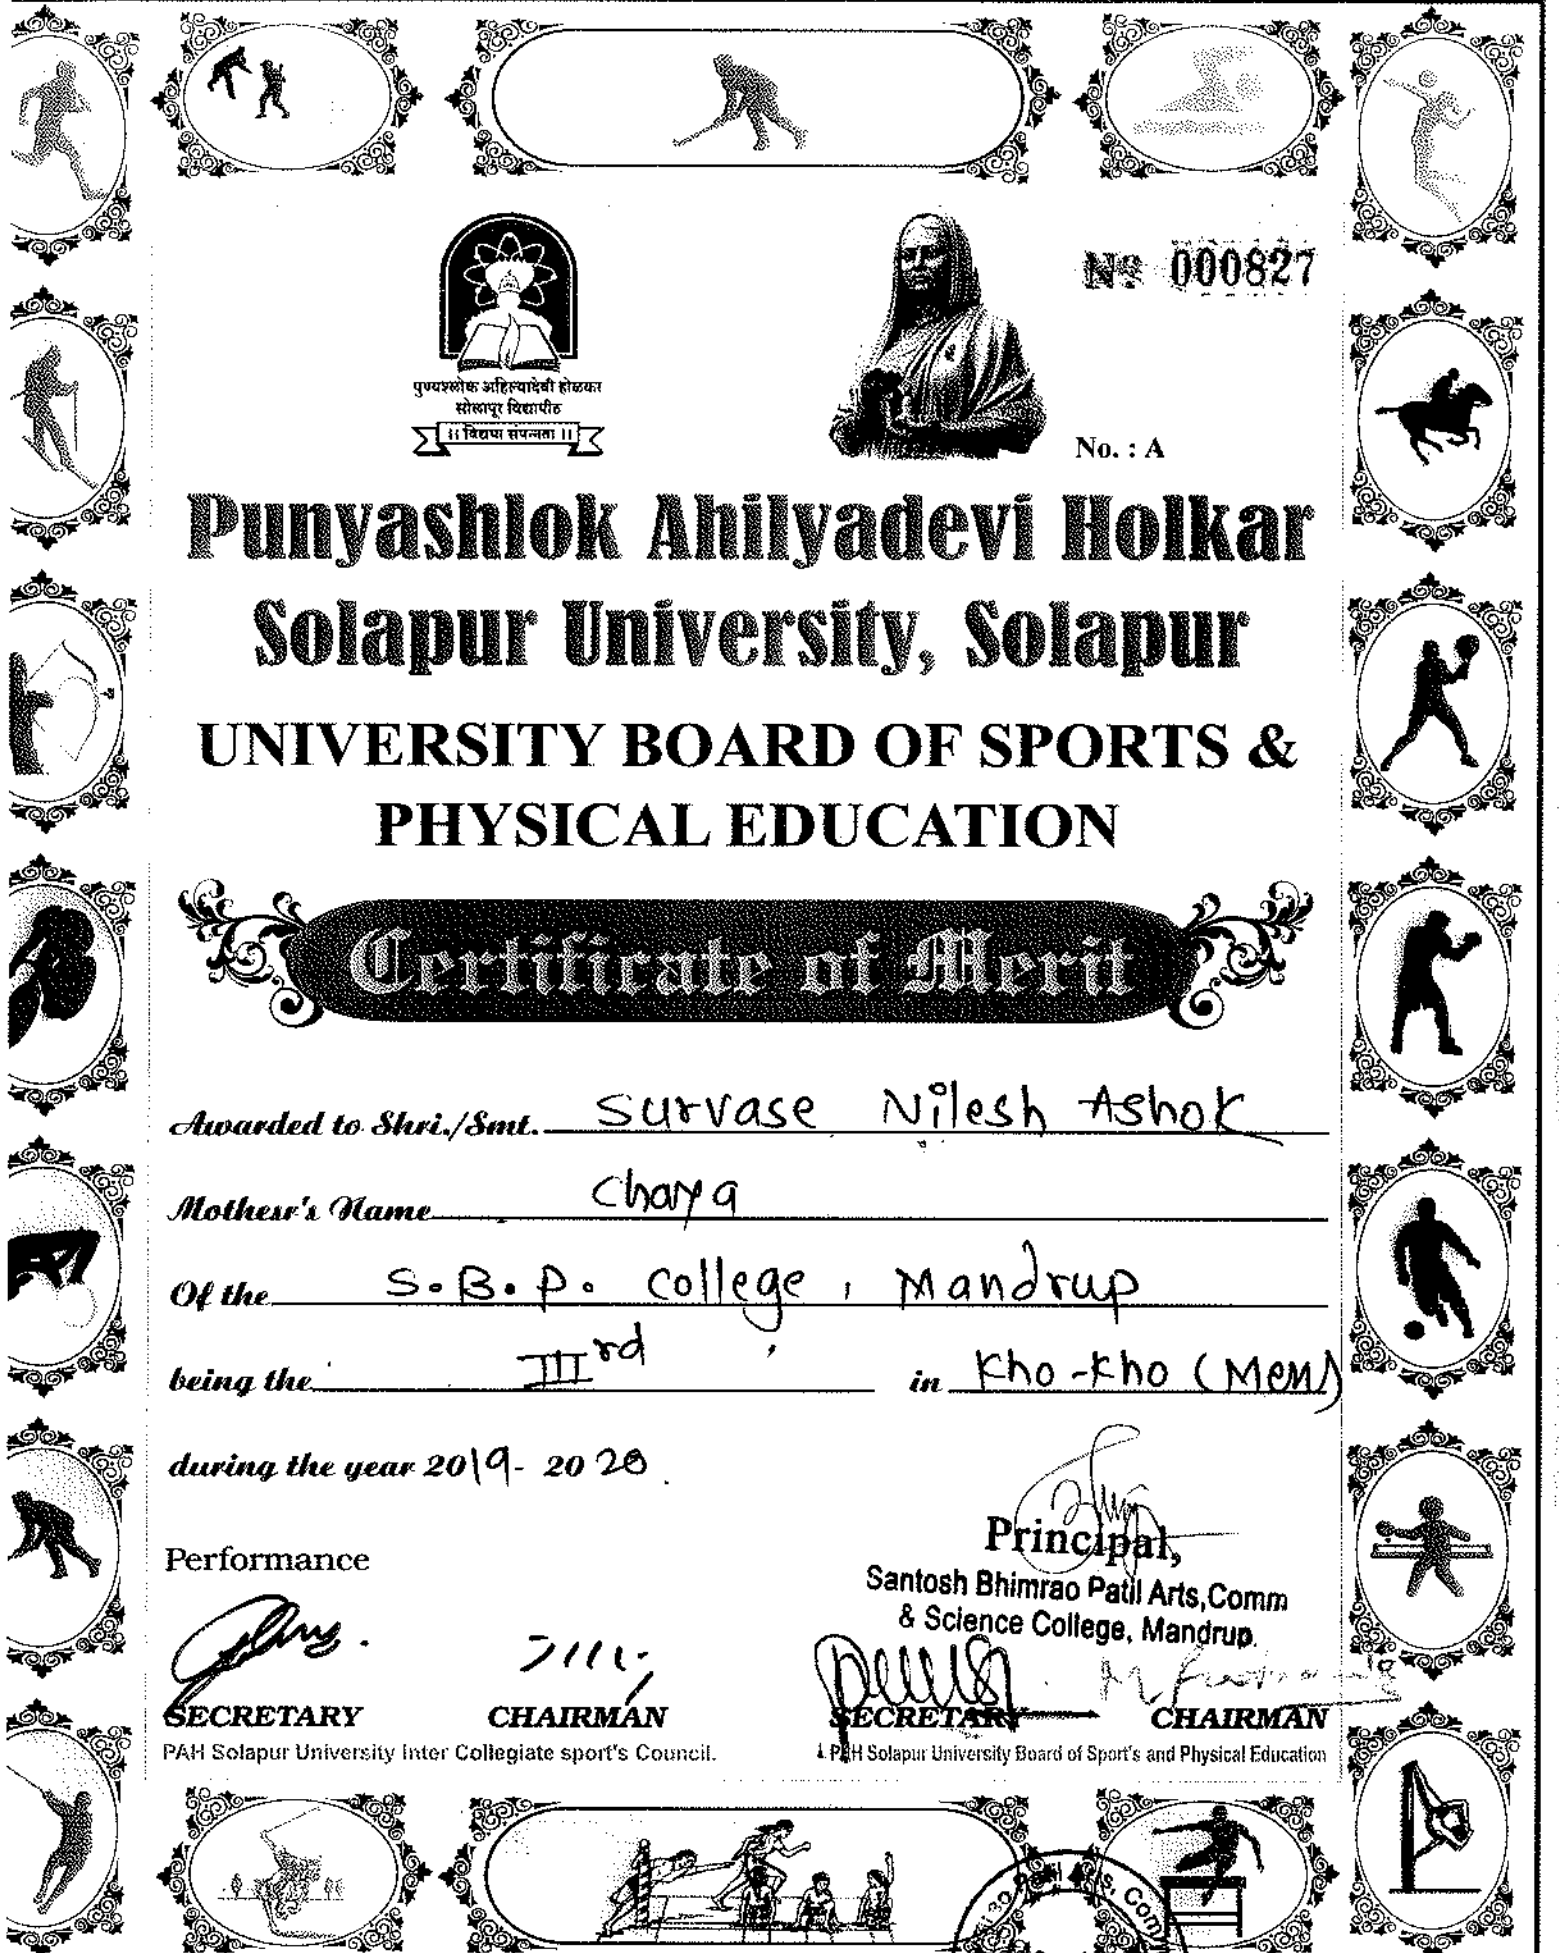 पुण्यश्लोक अहिल्यादेवी होळकर
सोलापूर विद्यापीठ
।। विद्यया संपन्नता ।।
Nº 000827
No. : A
Punyashlok Ahilyadevi Holkar
Solapur University, Solapur
UNIVERSITY BOARD OF SPORTS &
PHYSICAL EDUCATION
Certificate of Merit
Awarded to Shri./Smt. Survase Nilesh Ashok
Mother's Name Chaya
Of the S.B.P. College, Mandrup
being the IIIrd in Kho-Kho (Men)
during the year 2019-2020
Performance
Principal,
Santosh Bhimrao Patil Arts,Comm
& Science College, Mandrup.
SECRETARY CHAIRMAN SECRETARY CHAIRMAN
PAH Solapur University Inter Collegiate sport's Council. PAH Solapur University Board of Sport's and Physical Education